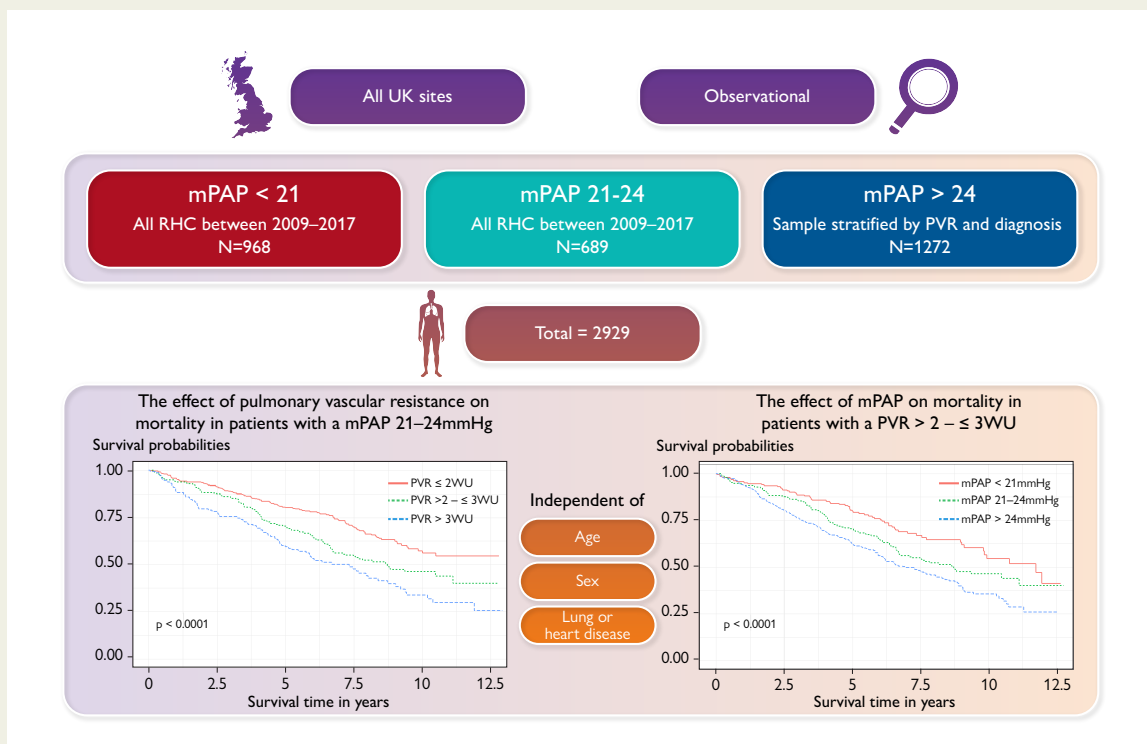 All UK sites
Observational
mPAP < 21
All RHC between 2009–2017
N=968
mPAP 21-24
All RHC between 2009–2017
N=689
mPAP > 24
Sample stratified by PVR and diagnosis
N=1272
Total = 2929
The effect of pulmonary vascular resistance on
mortality in patients with a mPAP 21–24mmHg
Survival probabilities
1.00
0.75
0.50
0.25
0.00
PVR ≤ 2WU
PVR >2 – ≤ 3WU
PVR > 3WU
p < 0.0001
0 2.5 5.0 7.5 10 12.5
Survival time in years
Independent of
Age
Sex
Lung or
heart disease
The effect of mPAP on mortality in
patients with a PVR > 2 – ≤ 3WU
Survival probabilities
1.00
0.75
0.50
0.25
0.00
mPAP < 21mmHg
mPAP 21–24mmHg
mPAP > 24mmHg
p < 0.0001
0 2.5 5.0 7.5 10 12.5
Survival time in years